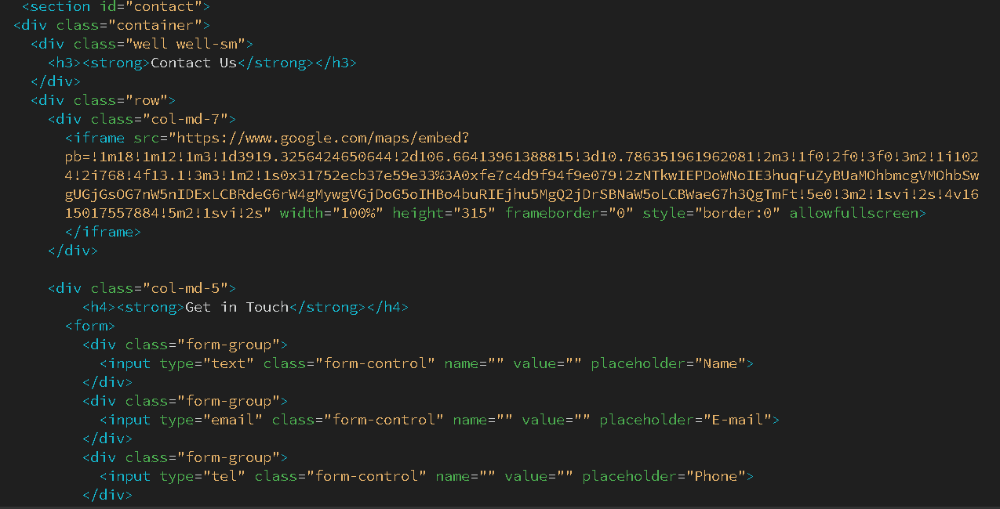 <section id="contact">
<div class="container">
<div class="well well-sm">
<h3><strong>Contact Us</strong></h3>
</div>
<div class="row">
<div class="col-md-7">
<iframe src="https://www.google.com/maps/embed?
pb=!1m18!1m12!1m3!1d3919.3256424650644!2d106.66413961388815!3d10.786351961962081!2m3!1f0!2f0!3f0!3m2!1i102
4!2i768!4f13.1!3m3!1m2!1s0x31752ecb37e59e33%3A0xfe7c4d9f94f9e079!2zNTkwIEPDoWNoIE3huqFuZyBUaMOhbmcgVMOhbSw
gUGjGsOG7nW5nIDExLCBRdeG6rW4gMywgVGjDoG5oIHBo4buRIEjhu5MgQ2jDrSBNaW5oLCBWaeG7h3QgTmFt!5e0!3m2!1svi!2s!4v16
15017557884!5m2!1svi!2s" width="100%" height="315" frameborder="0" style="border:0" allowfullscreen>
</iframe>
</div>
<div class="col-md-5">
<h4><strong>Get in Touch</strong></h4>
<form>
<div class="form-group">
<input type="text" class="form-control" name="" value="" placeholder="Name">
</div>
<div class="form-group">
<input type="email" class="form-control" name="" value="" placeholder="E-mail">
</div>
<div class="form-group">
<input type="tel" class="form-control" name="" value="" placeholder="Phone">
</div>